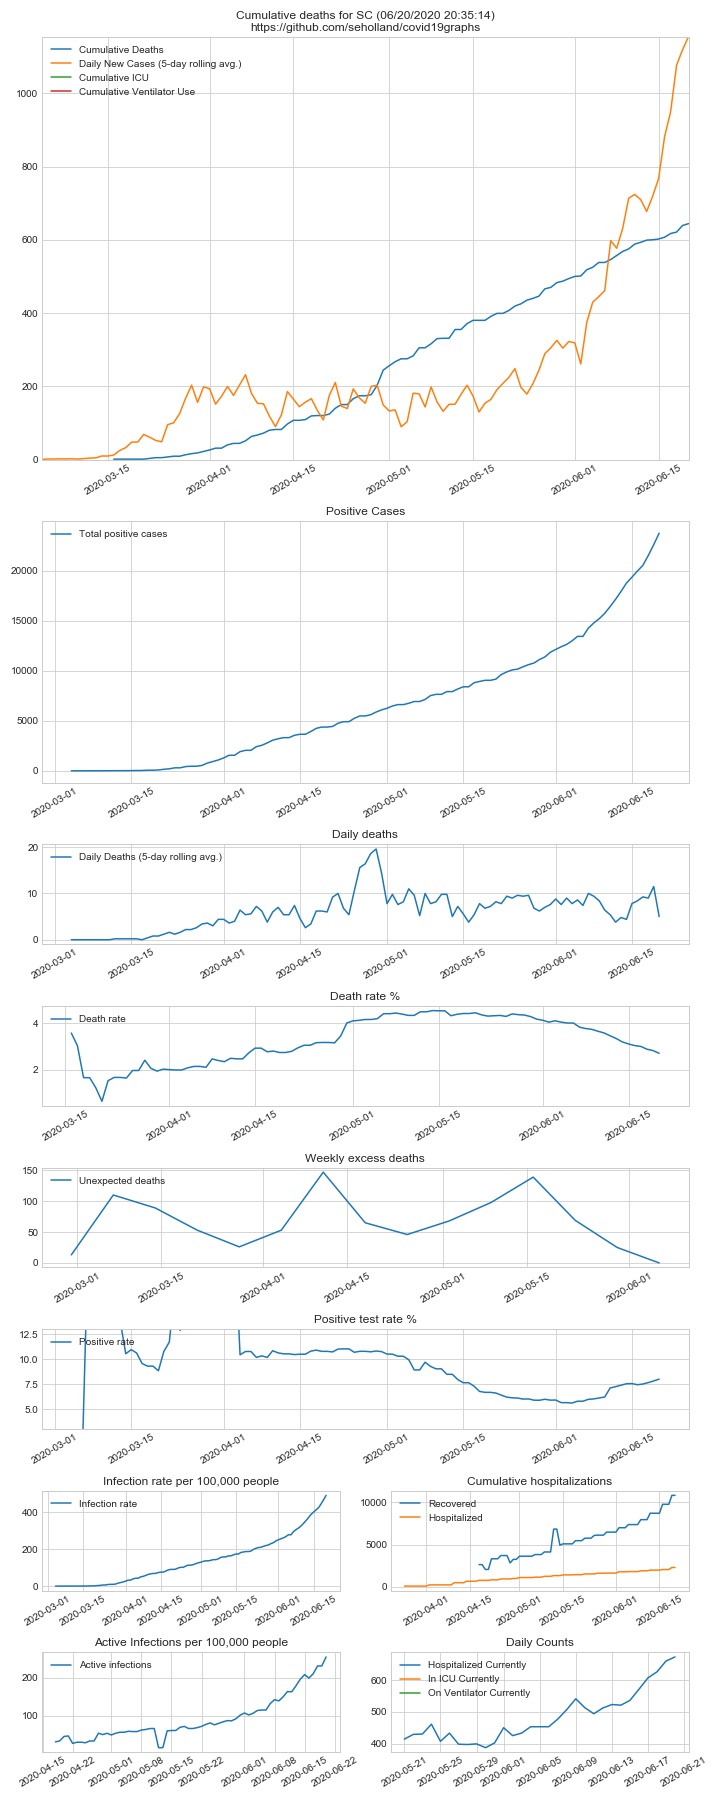 Cumulative deaths for SC (06/20/2020 20:35:14)
https://github.com/seholland/covid19graphs
Cumulative Deaths
Daily New Cases (5-day rolling avg.)
Cumulative ICU
Cumulative Ventilator Use
1000
800
600
400
200
0
2020-03-15 2020-04-01 2020-04-15 2020-05-01 2020-05-15 2020-06-01 2020-06-15
Positive Cases
Total positive cases
20000
15000
10000
5000
0
2020-03-01 2020-03-15 2020-04-01 2020-04-15 2020-05-01 2020-05-15 2020-06-01 2020-06-15
Daily deaths
20
Daily Deaths (5-day rolling avg.)
10
0
2020-03-01 2020-03-15 2020-04-01 2020-04-15 2020-05-01 2020-05-15 2020-06-01 2020-06-15
Death rate %
Death rate
4
2
2020-03-15 2020-04-01 2020-04-15 2020-05-01 2020-05-15 2020-06-01 2020-06-15
Weekly excess deaths
150
Unexpected deaths
100
50
0
2020-03-01 2020-03-15 2020-04-01 2020-04-15 2020-05-01 2020-05-15 2020-06-01
Positive test rate %
12.5
Positive rate
10.0
7.5
5.0
2020-03-01 2020-03-15 2020-04-01 2020-04-15 2020-05-01 2020-05-15 2020-06-01 2020-06-15
Infection rate per 100,000 people
Infection rate
400
200
0
2020-03-01 2020-03-15 2020-04-01 2020-04-15 2020-05-01 2020-05-15 2020-06-01 2020-06-15
Cumulative hospitalizations
10000
Recovered
Hospitalized
5000
0
2020-04-01 2020-04-15 2020-05-01 2020-05-15 2020-06-01 2020-06-15
Active Infections per 100,000 people
Active infections
200
100
2020-04-15 2020-04-22 2020-05-01 2020-05-08 2020-05-15 2020-05-22 2020-06-01 2020-06-08 2020-06-15 2020-06-22
Daily Counts
Hospitalized Currently
In ICU Currently
On Ventilator Currently
600
500
400
2020-05-21 2020-05-25 2020-05-29 2020-06-01 2020-06-05 2020-06-09 2020-06-13 2020-06-17 2020-06-21